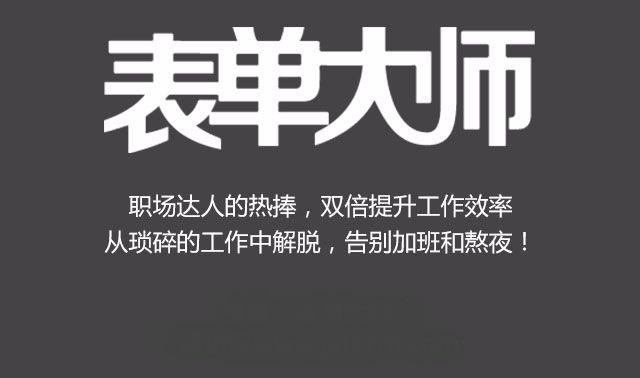 表单大师
职场达人的热捧，双倍提升工作效率
从琐碎的工作中解脱，告别加班和熬夜！